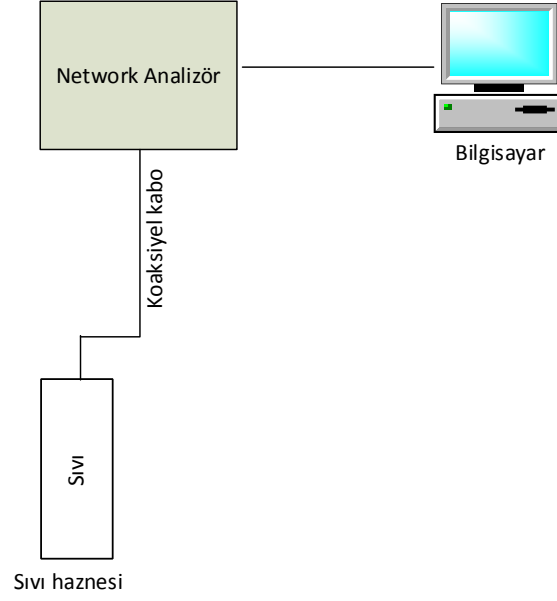 Network Analizör
Bilgisayar
Koaksiyel kabo
Sıvı
Sıvı haznesi